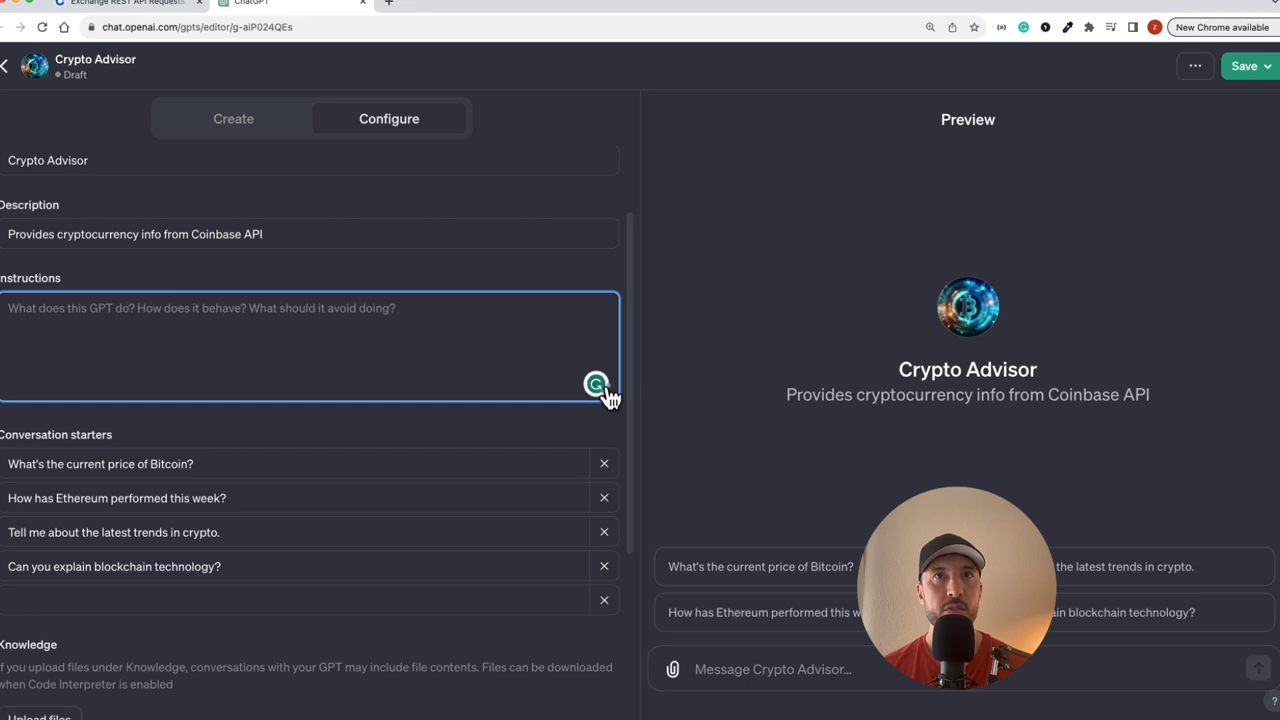 Exchange REST API Requests
ChatGPT
chat.openai.com/gpts/editor/g-aiP024QEs
New Chrome available
Crypto Advisor
Draft
Save
Create
Configure
Preview
Crypto Advisor
Description
Provides cryptocurrency info from Coinbase API
nstructions
What does this GPT do? How does it behave? What should it avoid doing?
Crypto Advisor
Provides cryptocurrency info from Coinbase API
Conversation starters
What's the current price of Bitcoin?
How has Ethereum performed this week?
Tell me about the latest trends in crypto.
Can you explain blockchain technology?
What's the current price of Bitcoin?
the latest trends in crypto.
How has Ethereum performed this w
in blockchain technology?
Knowledge
f you upload files under Knowledge, conversations with your GPT may include file contents. Files can be downloaded
when Code Interpreter is enabled
Upload files
Message Crypto Advisor...
?